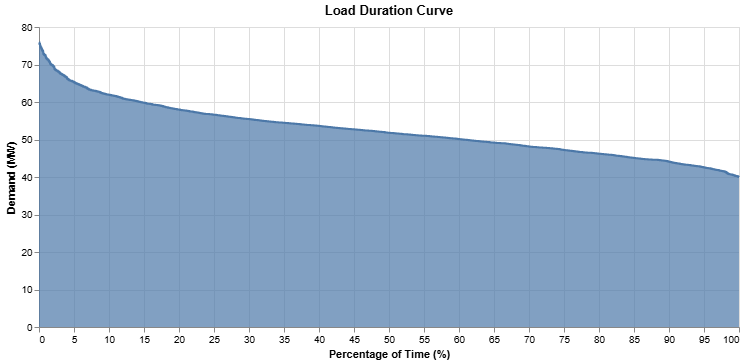 Load Duration Curve
80
70
60
50
40
30
20
10
0
Demand (MW)
0 5 10 15 20 25 30 35 40 45 50 55 60 65 70 75 80 85 90 95 100
Percentage of Time (%)